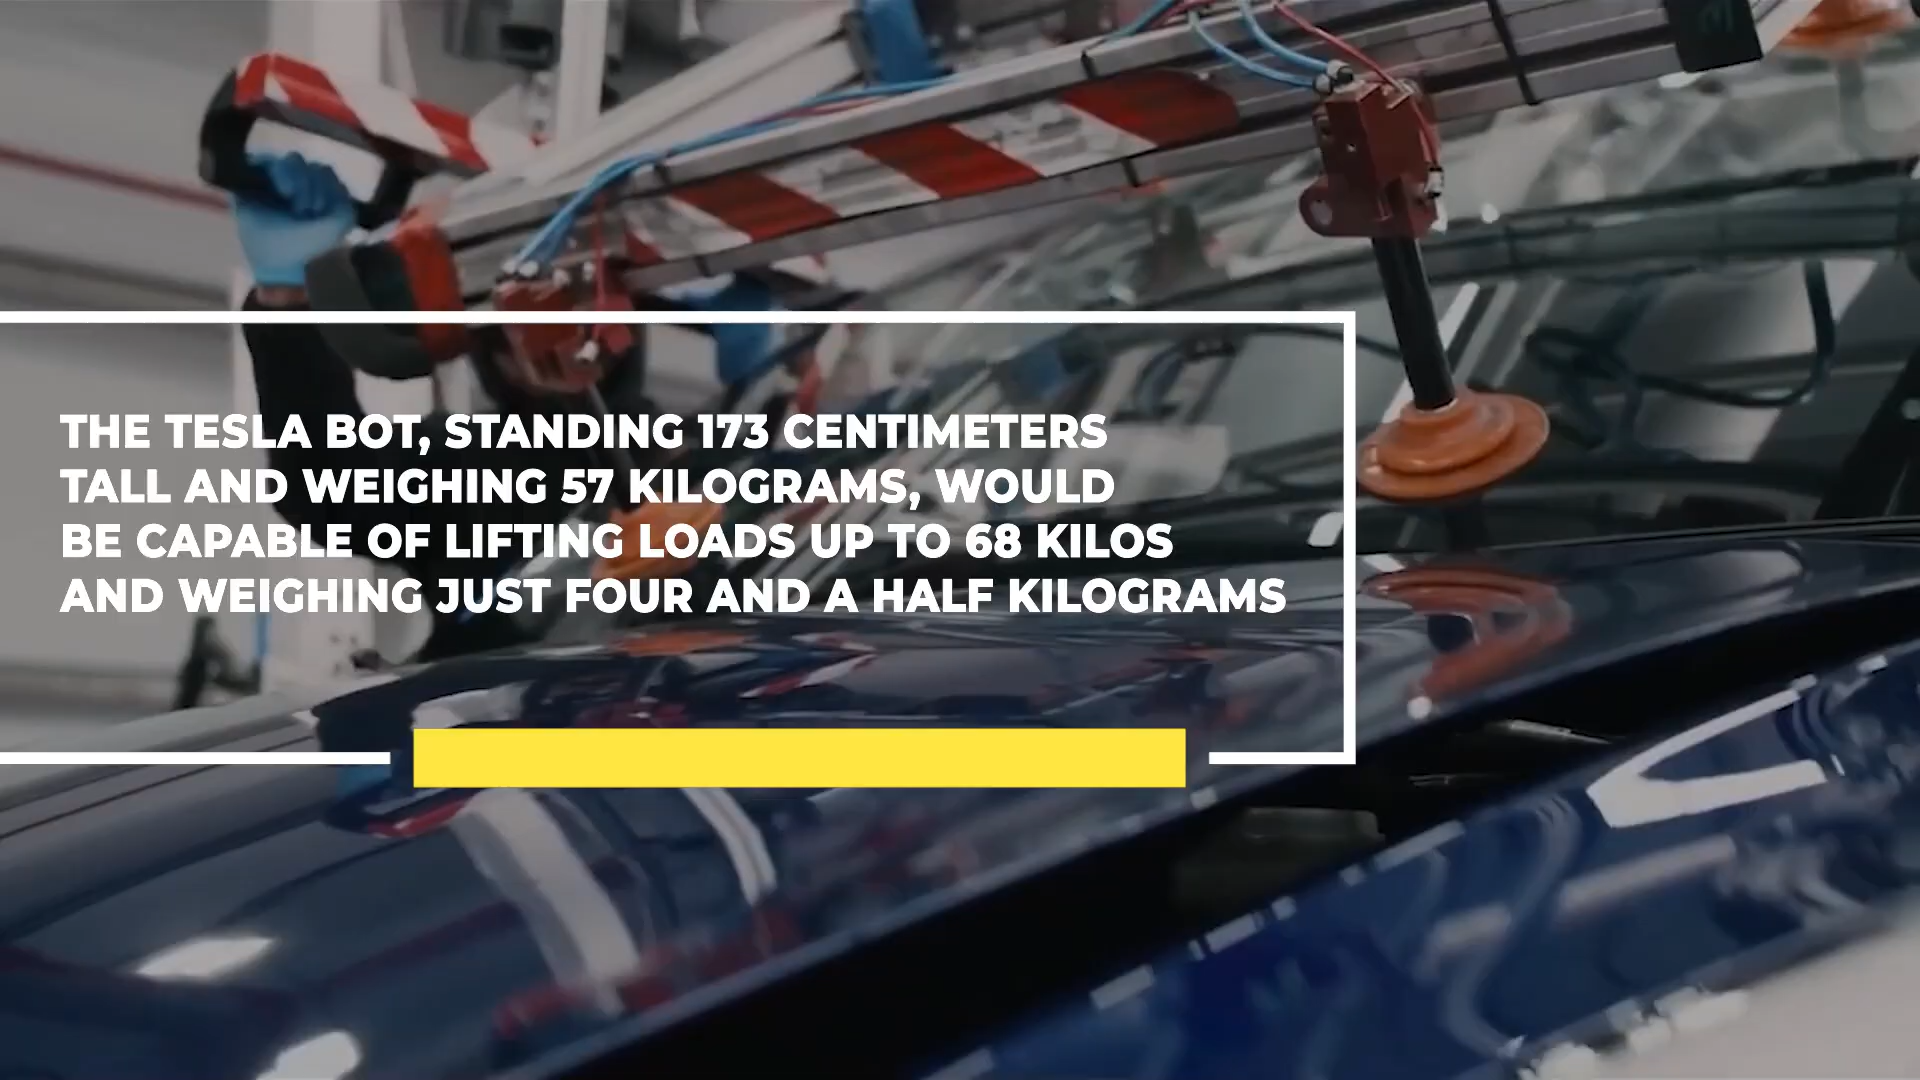 THE TESLA BOT, STANDING 173 CENTIMETERS
TALL AND WEIGHING 57 KILOGRAMS, WOULD
BE CAPABLE OF LIFTING LOADS UP TO 68 KILOS
AND WEIGHING JUST FOUR AND A HALF KILOGRAMS